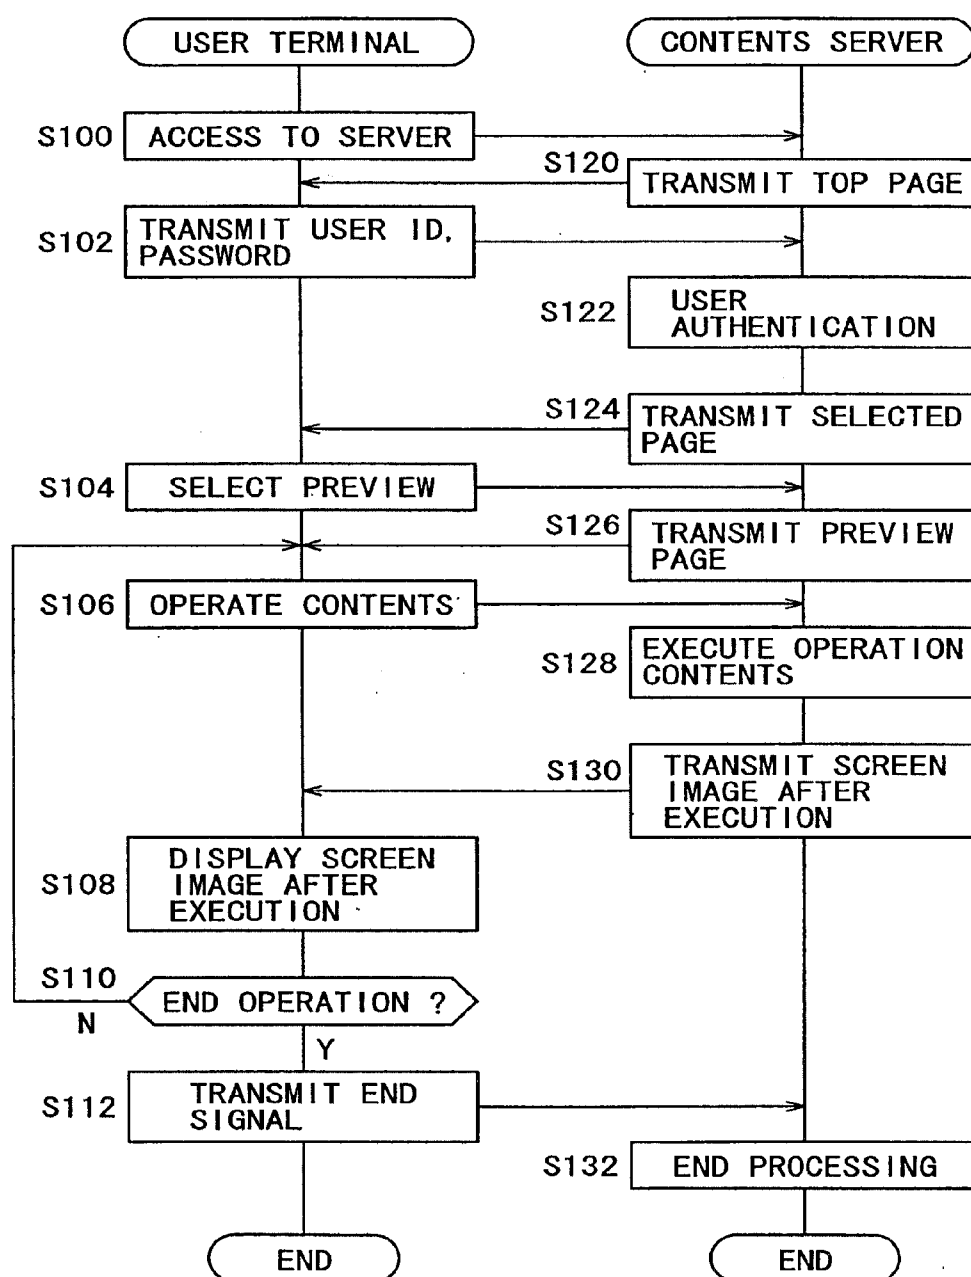 USER TERMINAL
CONTENTS SERVER
S100
ACCESS TO SERVER
S120
TRANSMIT TOP PAGE
S102
TRANSMIT USER ID,
PASSWORD
S122
USER
AUTHENTICATION
S124
TRANSMIT SELECTED
PAGE
S104
SELECT PREVIEW
S126
TRANSMIT PREVIEW
PAGE
S106
OPERATE CONTENTS
S128
EXECUTE OPERATION
CONTENTS
S130
TRANSMIT SCREEN
IMAGE AFTER
EXECUTION
S108
DISPLAY SCREEN
IMAGE AFTER
EXECUTION
S110
END OPERATION ?
N
Y
S112
TRANSMIT END
SIGNAL
S132
END PROCESSING
END
END